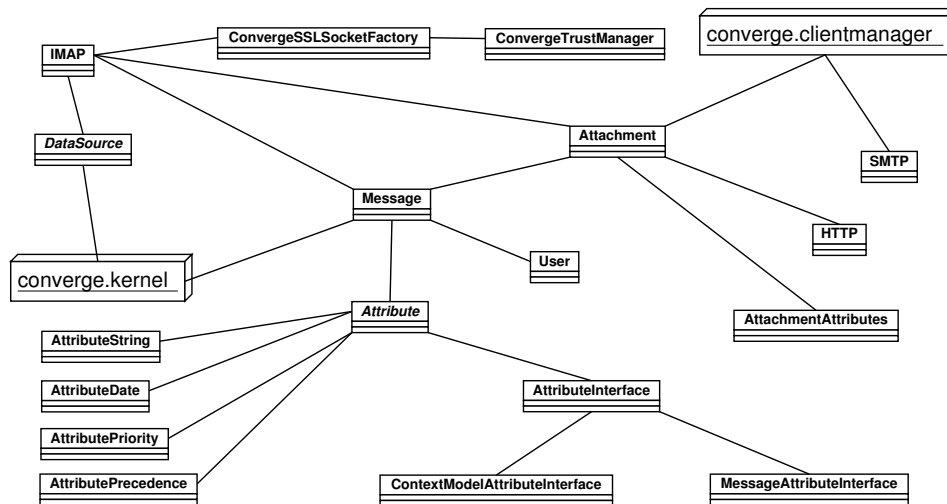 ConvergeSSLSocketFactory
ConvergeTrustManager
converge.clientmanager
IMAP
DataSource
Attachment
SMTP
Message
HTTP
User
converge.kernel
Attribute
AttachmentAttributes
AttributeString
AttributeDate
AttributeInterface
AttributePriority
AttributePrecedence
ContextModelAttributeInterface
MessageAttributeInterface